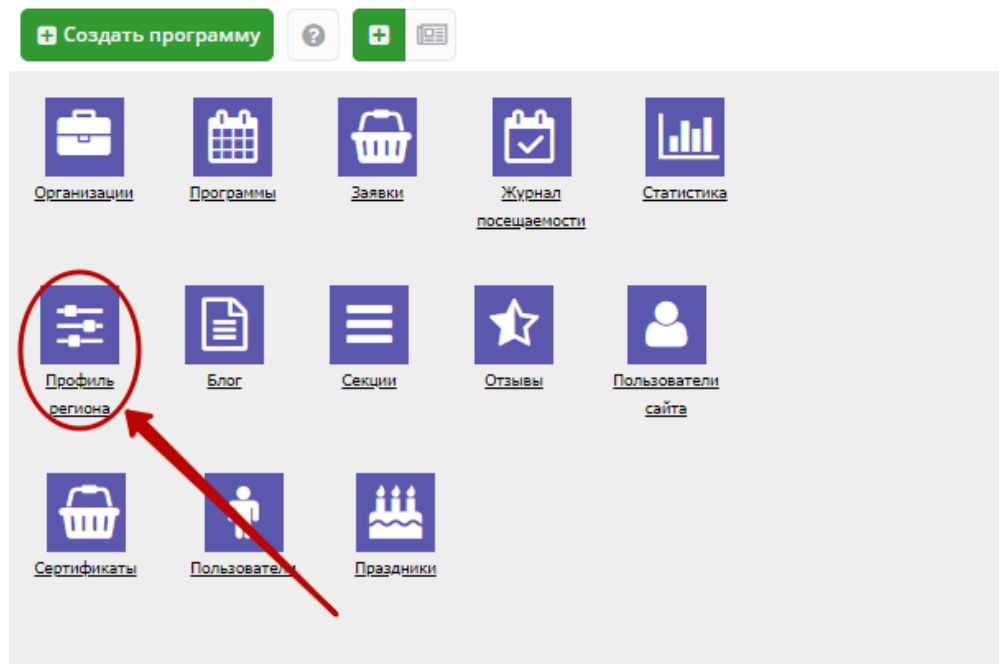 Создать программу
Организации
Программы
Заявки
Журнал
посещаемости
Статистика
Профиль
региона
Блог
Секции
Отзывы
Пользователи
сайта
Сертификаты
Пользователи
Праздники